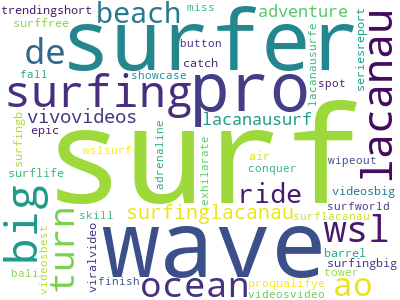 trendingshort
beach
adventure
miss
surffree
button
surfer
de
catch
lacanausurfe
seriesreport
lacanau
fall
showcase
spot
surfing
pro
vivovideos
lacanausurf
epic
surf
surfingb
wslsurf
adrenaline
exhilarate
air
conquer
wipeout
surflife
big
turn
ride
videosbig
skill
surfinglacanau
surflacanau
surfworld
wsl
viralvideo
wave
barrel
surfingbig
bali
videosbest
finish
ocean
proqualifye
tower
videosvideo
ao